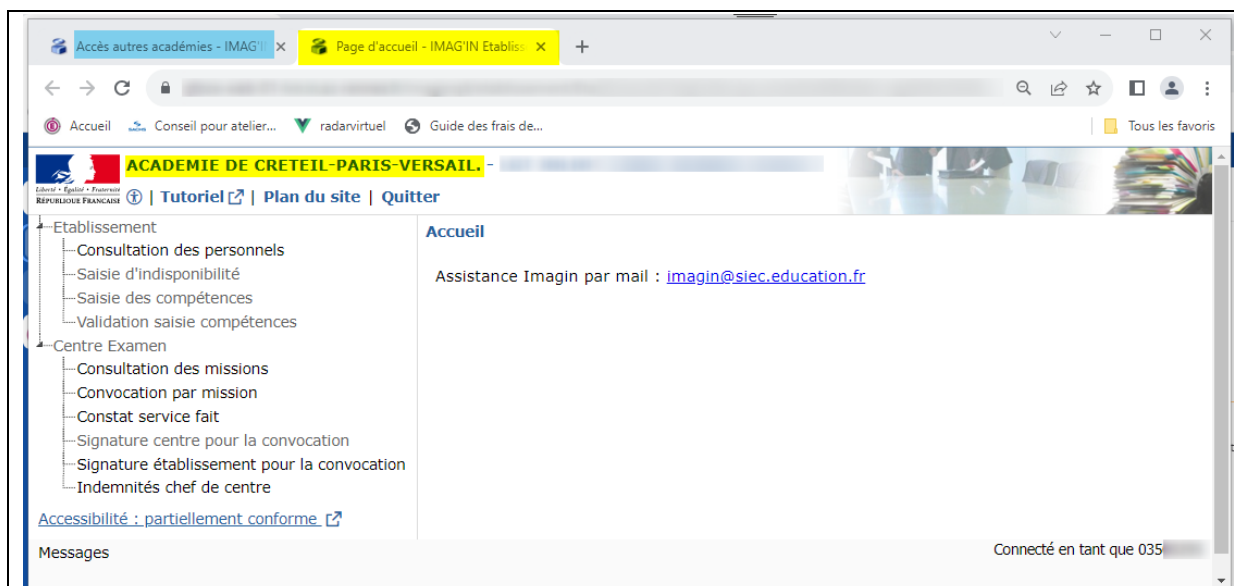 Accès autres académies - IMAG'I
Page d'accueil - IMAG'IN Etabliss
Accueil
Conseil pour atelier...
radarvirtuel
Guide des frais de...
Tous les favoris
ACADEMIE DE CRETEIL-PARIS-VERSAIL. -
Liberté • Égalité • Fraternité
RÉPUBLIQUE FRANÇAISE
| Tutoriel | Plan du site | Quitter
Etablissement
Consultation des personnels
Saisie d'indisponibilité
Saisie des compétences
Validation saisie compétences
Centre Examen
Consultation des missions
Convocation par mission
Constat service fait
Signature centre pour la convocation
Signature établissement pour la convocation
Indemnités chef de centre
Accessibilité : partiellement conforme
Accueil
Assistance Imagin par mail : imagin@siec.education.fr
Messages
Connecté en tant que 035